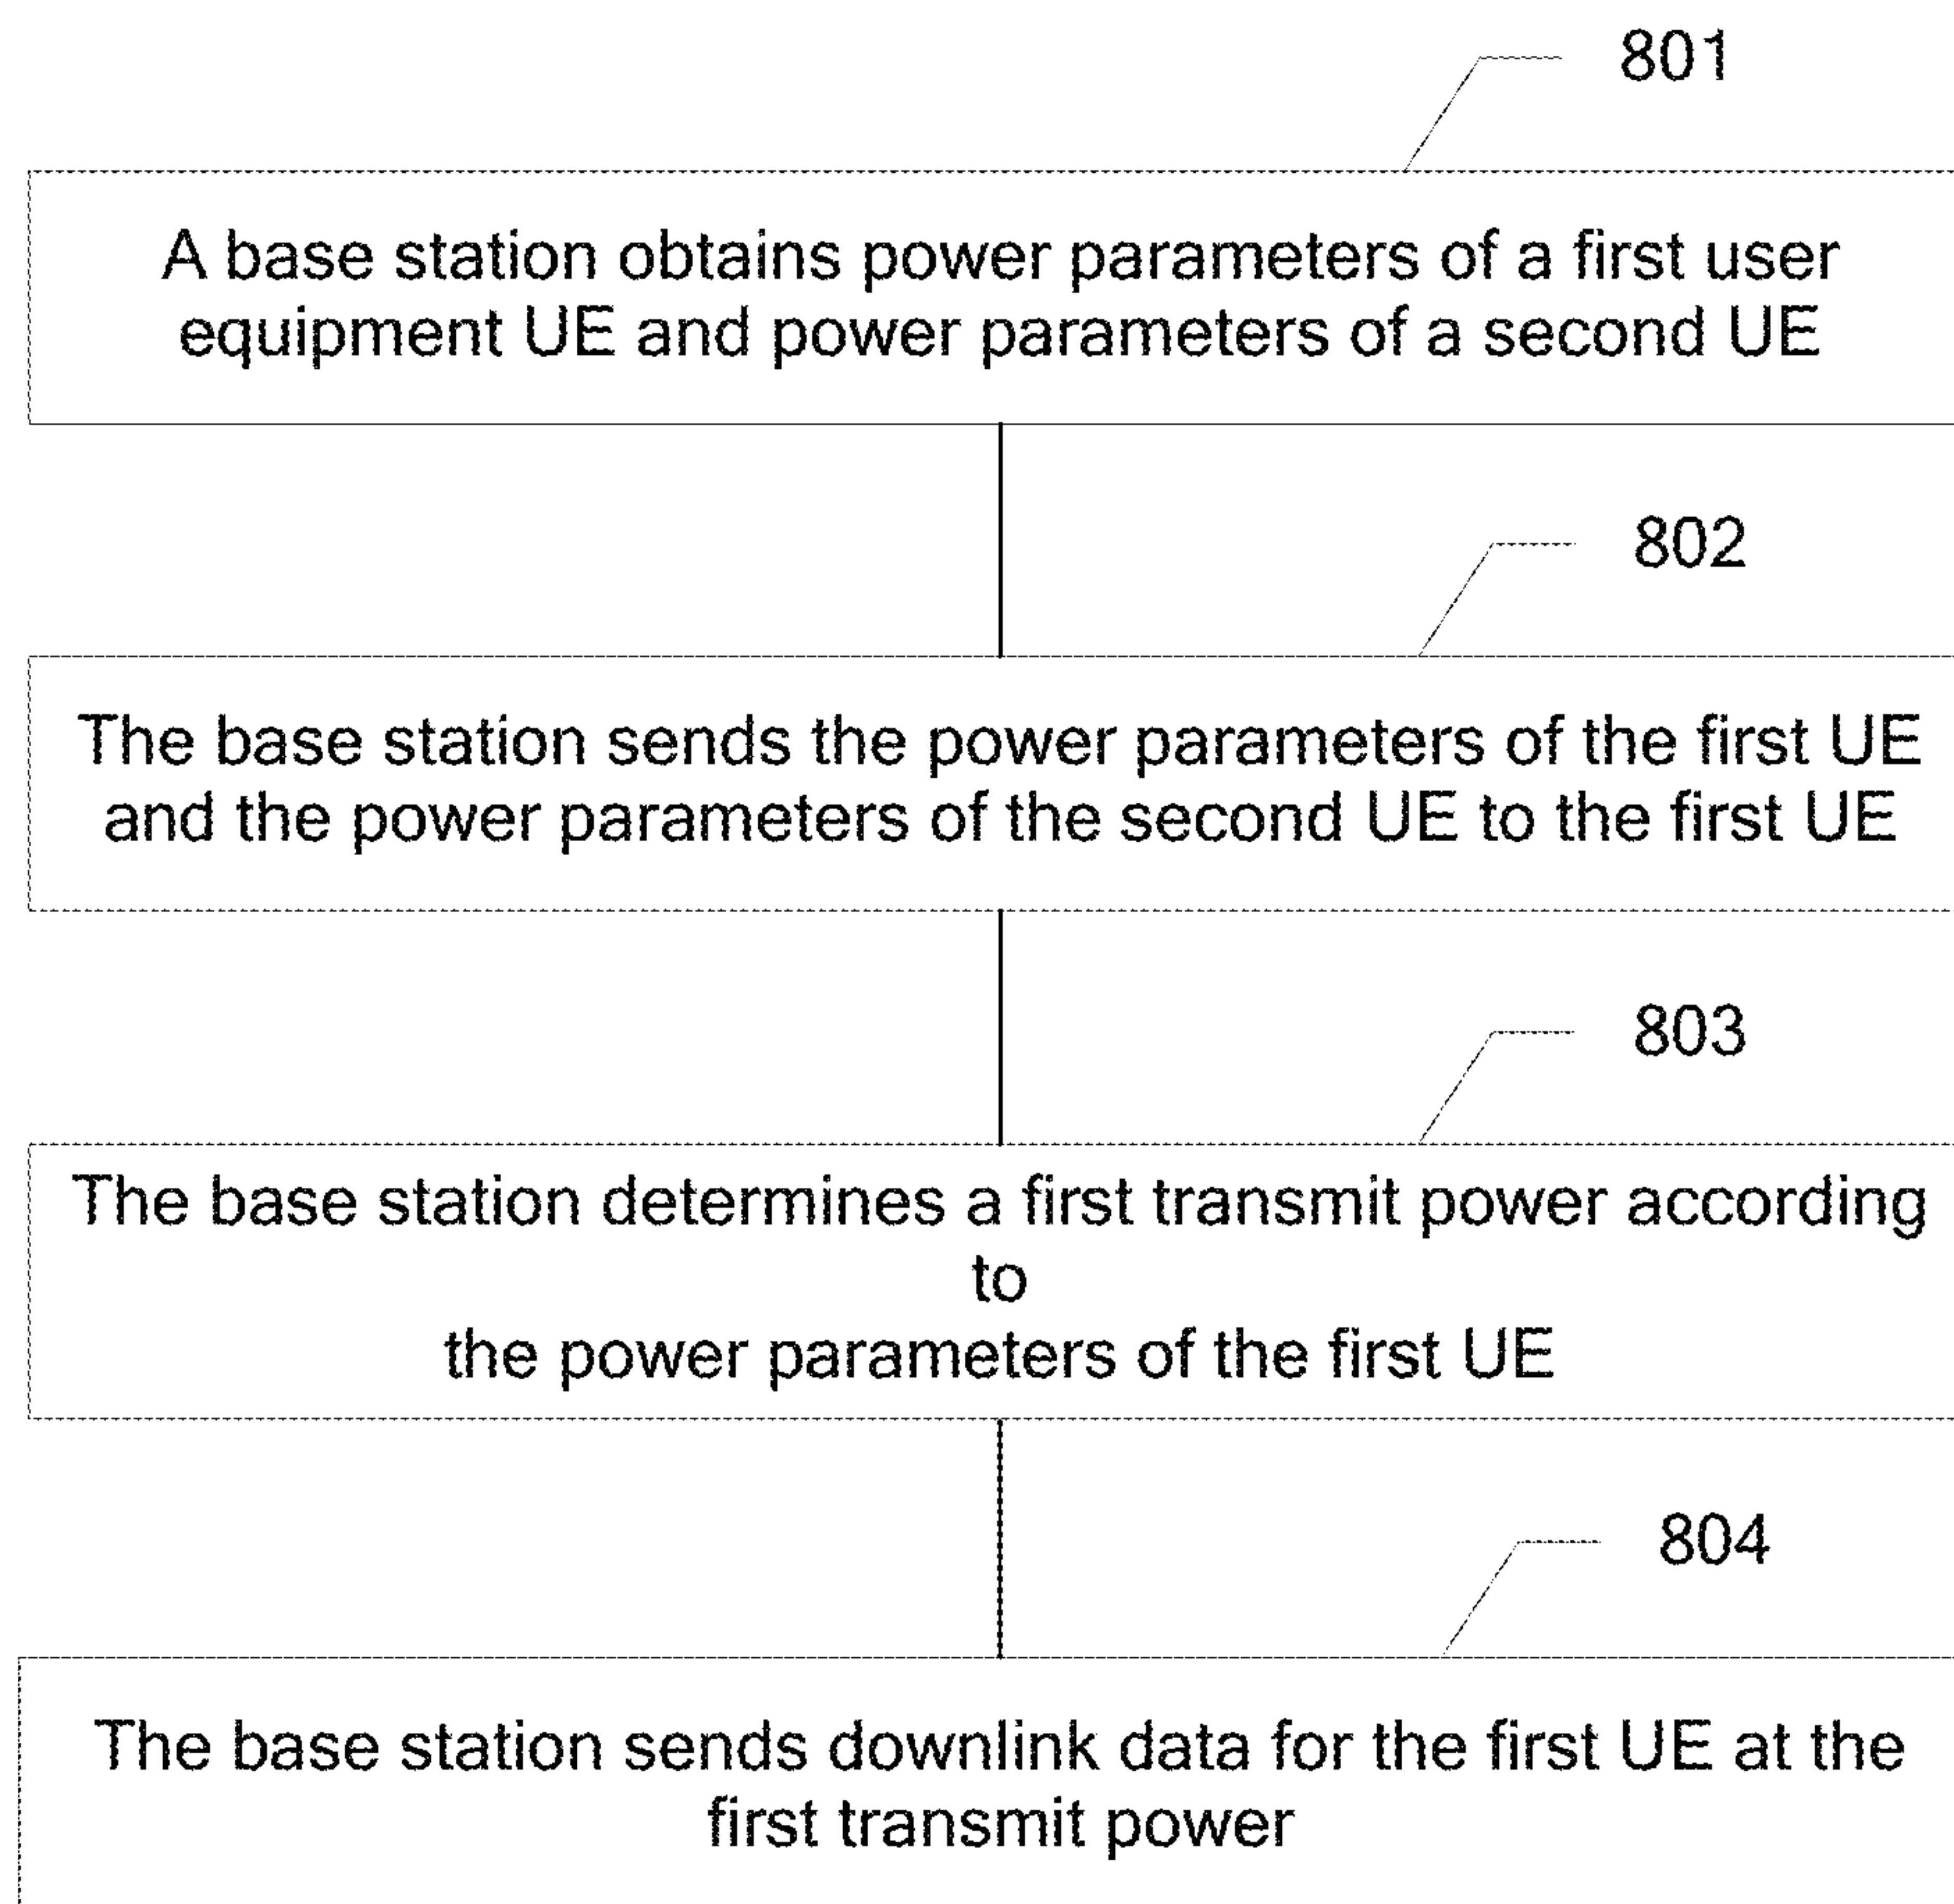 801
A base station obtains power parameters of a first user
equipment UE and power parameters of a second UE
802
The base station sends the power parameters of the first UE
and the power parameters of the second UE to the first UE
803
The base station determines a first transmit power according
to
the power parameters of the first UE
804
The base station sends downlink data for the first UE at the
first transmit power